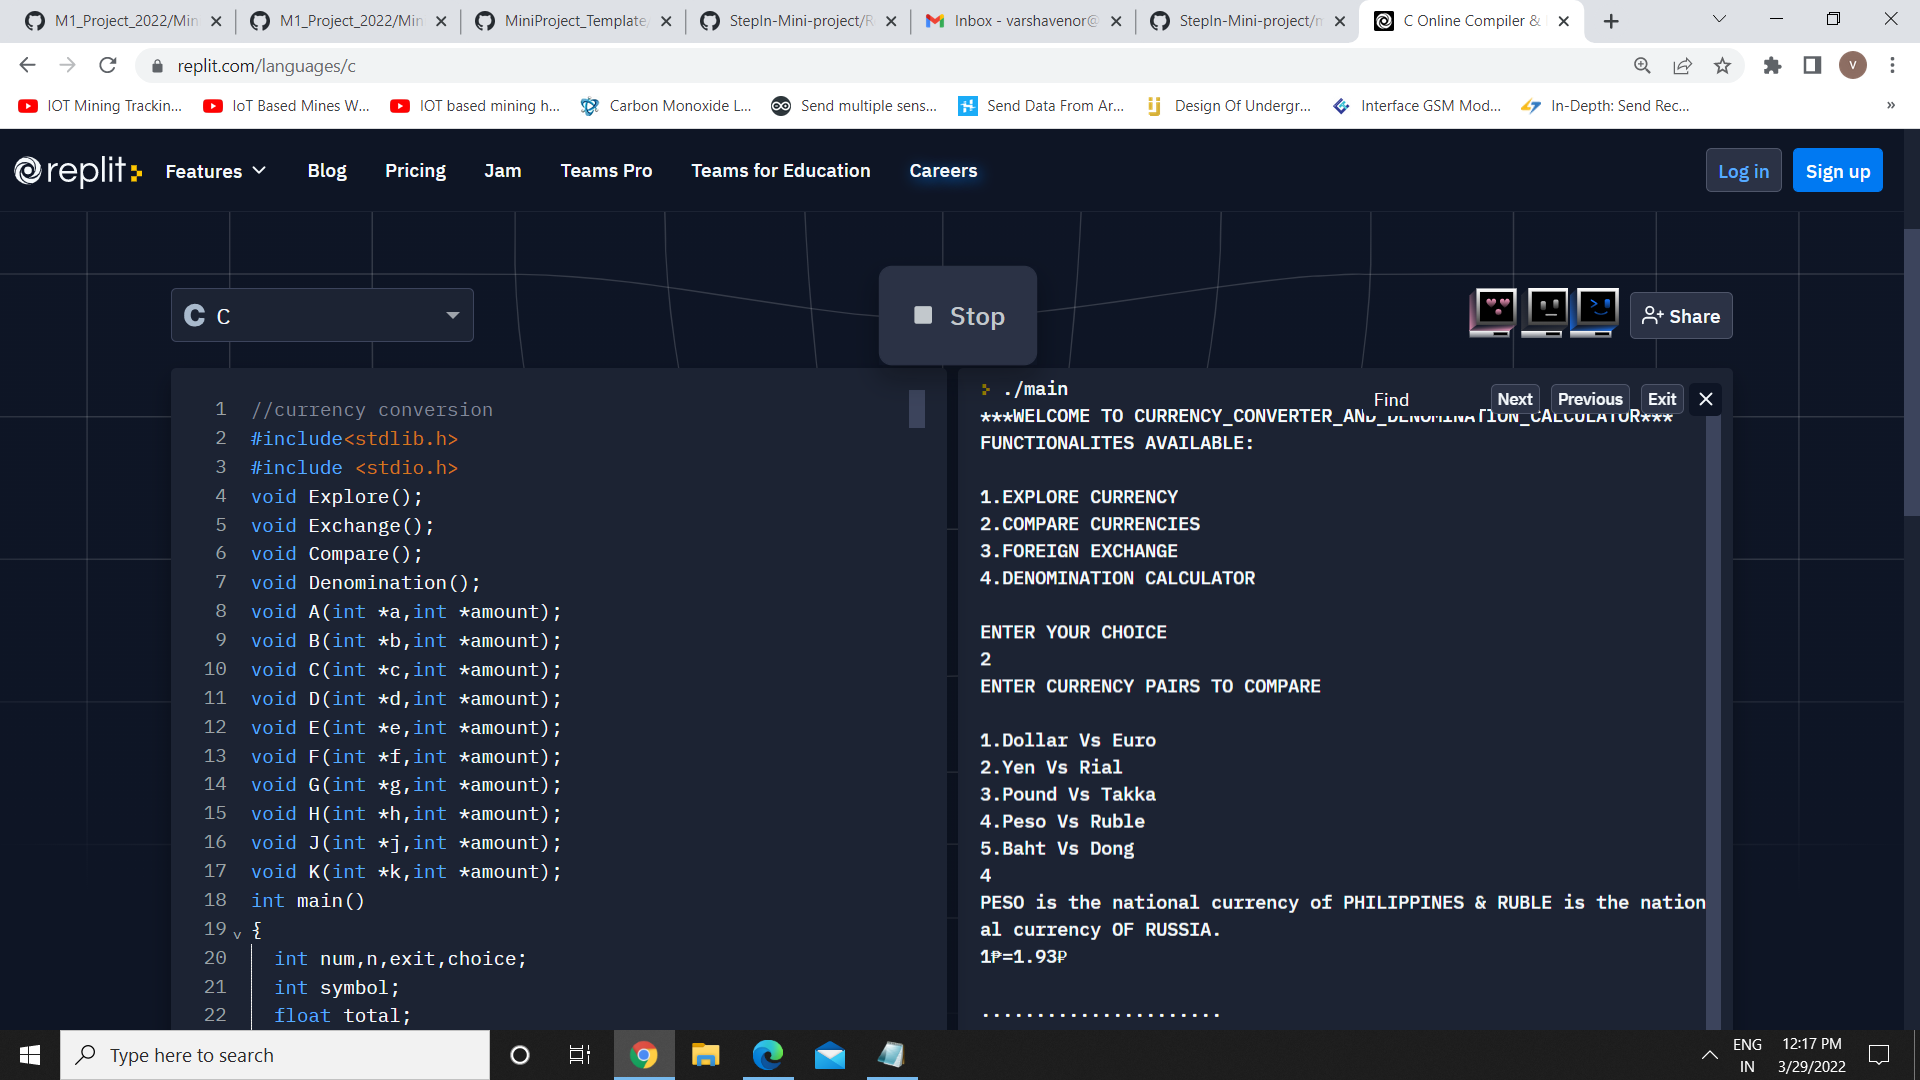 M1_Project_2022/Min
M1_Project_2022/Min
MiniProject_Template
StepIn-Mini-project/R
Inbox - varshavenor@
StepIn-Mini-project/m
C Online Compiler &
replit.com/languages/c
V
IOT Mining Trackin...
IoT Based Mines W...
IOT based mining h...
Carbon Monoxide L...
Send multiple sens...
Send Data From Ar...
Design Of Undergr...
Interface GSM Mod...
In-Depth: Send Rec...
»
replit
Features
Blog
Pricing
Jam
Teams Pro
Teams for Education
Careers
Log in
Sign up
C C
Stop
Share
1 //currency conversion
2 #include<stdlib.h>
3 #include <stdio.h>
4 void Explore();
5 void Exchange();
6 void Compare();
7 void Denomination();
8 void A(int *a,int *amount);
9 void B(int *b,int *amount);
10 void C(int *c,int *amount);
11 void D(int *d,int *amount);
12 void E(int *e,int *amount);
13 void F(int *f,int *amount);
14 void G(int *g,int *amount);
15 void H(int *h,int *amount);
16 void J(int *j,int *amount);
17 void K(int *k,int *amount);
18 int main()
19 {
20 int num,n,exit,choice;
21 int symbol;
22 float total;
./main
Find
Next
Previous
Exit
***WELCOME TO CURRENCY_CONVERTER_AND_DENOMINATION_CALCULATOR***
FUNCTIONALITES AVAILABLE:
1.EXPLORE CURRENCY
2.COMPARE CURRENCIES
3.FOREIGN EXCHANGE
4.DENOMINATION CALCULATOR
ENTER YOUR CHOICE
2
ENTER CURRENCY PAIRS TO COMPARE
1.Dollar Vs Euro
2.Yen Vs Rial
3.Pound Vs Takka
4.Peso Vs Ruble
5.Baht Vs Dong
4
PESO is the national currency of PHILIPPINES & RUBLE is the nation
al currency OF RUSSIA.
1₱=1.93₽
......................
Type here to search
ENG
IN
12:17 PM
3/29/2022